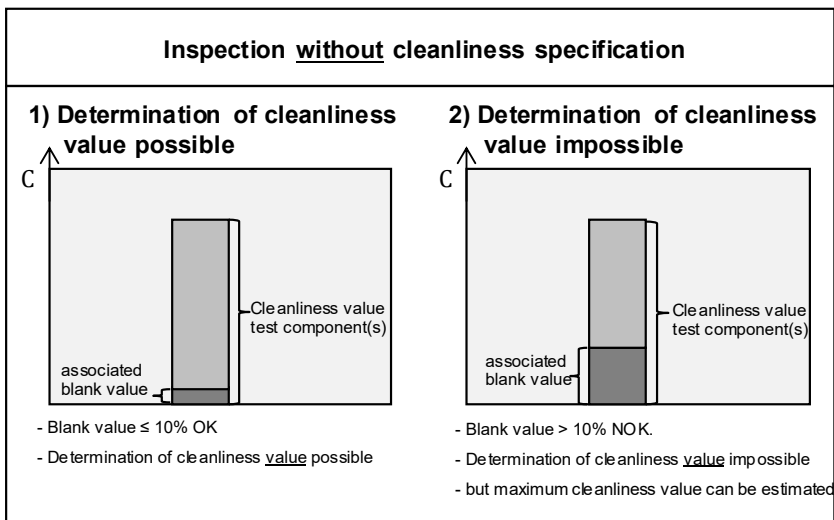 Inspection without cleanliness specification
1) Determination of cleanliness
value possible
C
Cleanliness value
test component(s)
associated
blank value
- Blank value ≤ 10% OK
- Determination of cleanliness value possible
2) Determination of cleanliness
value impossible
C
Cleanliness value
test component(s)
associated
blank value
- Blank value > 10% NOK.
- Determination of cleanliness value impossible
- but maximum cleanliness value can be estimated